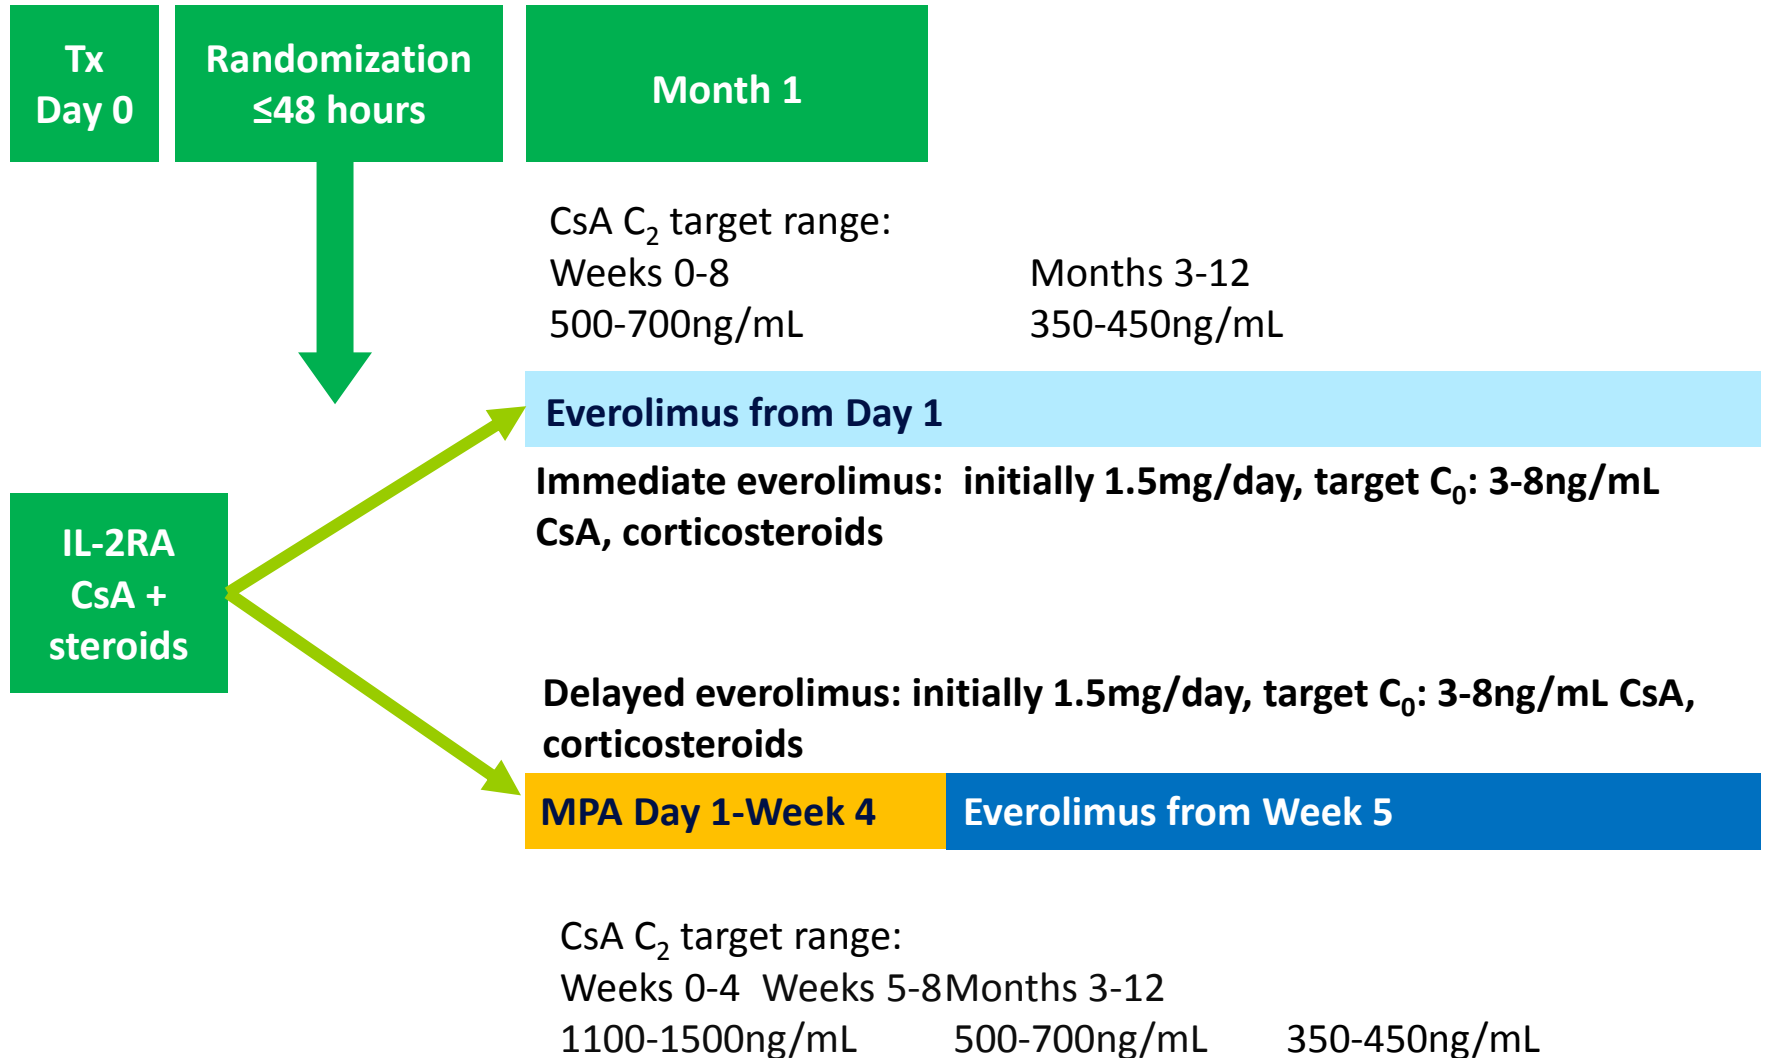 Tx
Day 0
Randomization
≤48 hours
Month 1
CsA C₂ target range:
Weeks 0-8 Months 3-12
500-700ng/mL 350-450ng/mL
Everolimus from Day 1
Immediate everolimus: initially 1.5mg/day, target C₀: 3-8ng/mL
CsA, corticosteroids
IL-2RA
CsA +
steroids
Delayed everolimus: initially 1.5mg/day, target C₀: 3-8ng/mL CsA,
corticosteroids
MPA Day 1-Week 4 Everolimus from Week 5
CsA C₂ target range:
Weeks 0-4 Weeks 5-8Months 3-12
1100-1500ng/mL 500-700ng/mL 350-450ng/mL